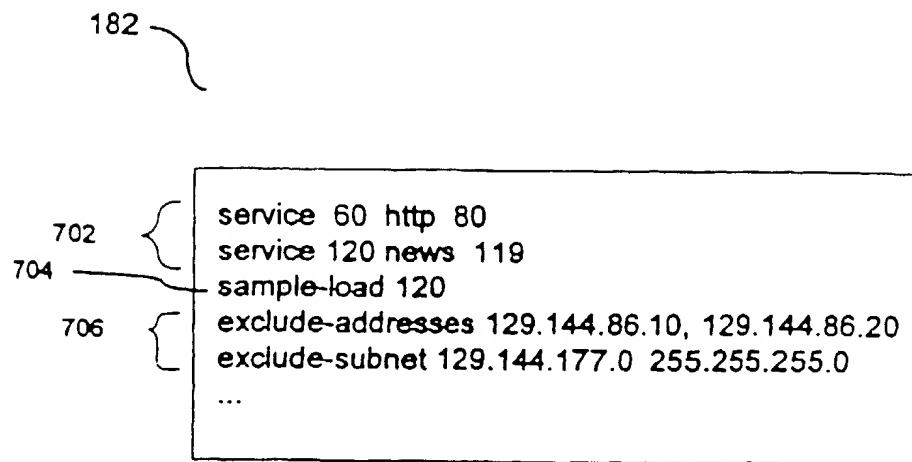 182
702
704
706
service 60 http 80
service 120 news 119
sample-load 120
exclude-addresses 129.144.86.10, 129.144.86.20
exclude-subnet 129.144.177.0 255.255.255.0
...